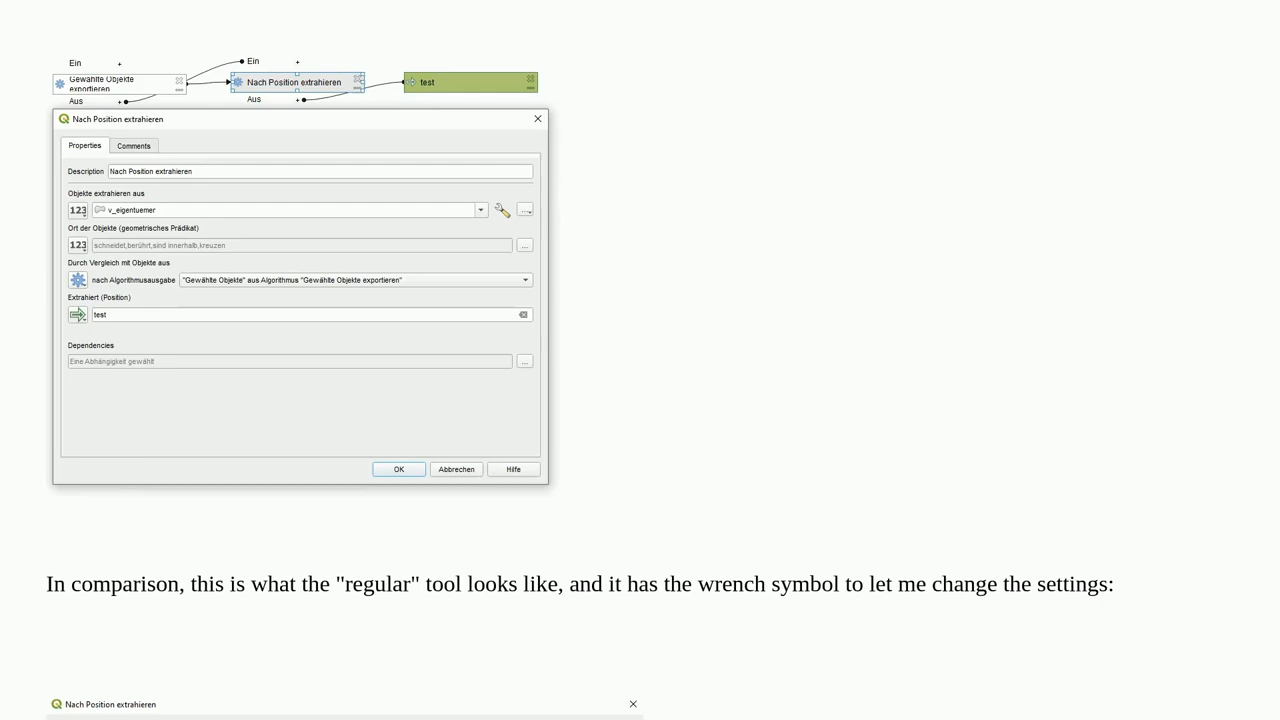 Ein
Gewählte Objekte
exportieren
Aus
Ein
Nach Position extrahieren
Aus
test
Nach Position extrahieren
Properties
Comments
Description
Nach Position extrahieren
Objekte extrahieren aus
123
v_eigentuemer
...
Ort der Objekte (geometrisches Prädikat)
123
schneidet,berührt,sind innerhalb,kreuzen
...
Durch Vergleich mit Objekte aus
nach Algorithmusausgabe
"Gewählte Objekte" aus Algorithmus "Gewählte Objekte exportieren"
Extrahiert (Position)
test
Dependencies
Eine Abhängigkeit gewählt
...
OK
Abbrechen
Hilfe
In comparison, this is what the "regular" tool looks like, and it has the wrench symbol to let me change the settings:
Nach Position extrahieren